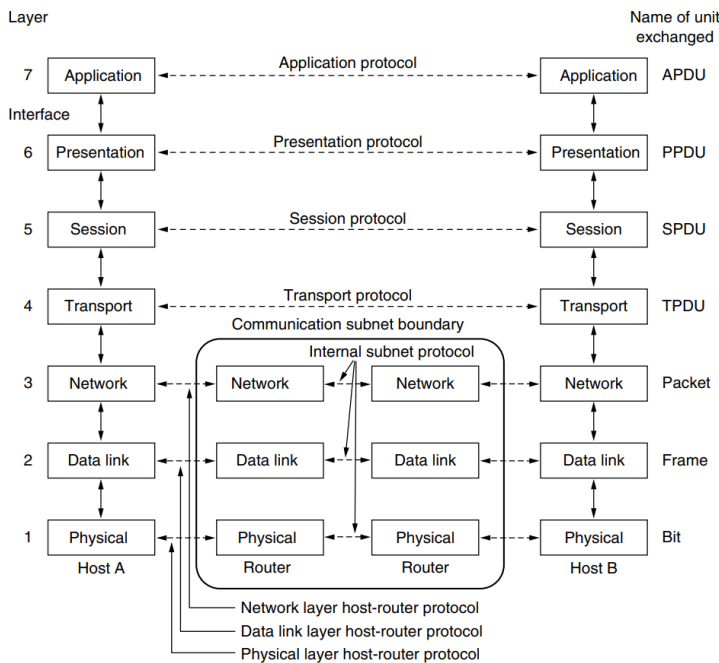 Layer
Name of unit
exchanged
7 Application Application protocol Application APDU
Interface
6 Presentation Presentation protocol Presentation PPDU
5 Session Session protocol Session SPDU
4 Transport Transport protocol Transport TPDU
Communication subnet boundary
Internal subnet protocol
3 Network Network Network Network Packet
2 Data link Data link Data link Data link Frame
1 Physical Physical Physical Physical Bit
Host A Router Router Host B
Network layer host-router protocol
Data link layer host-router protocol
Physical layer host-router protocol